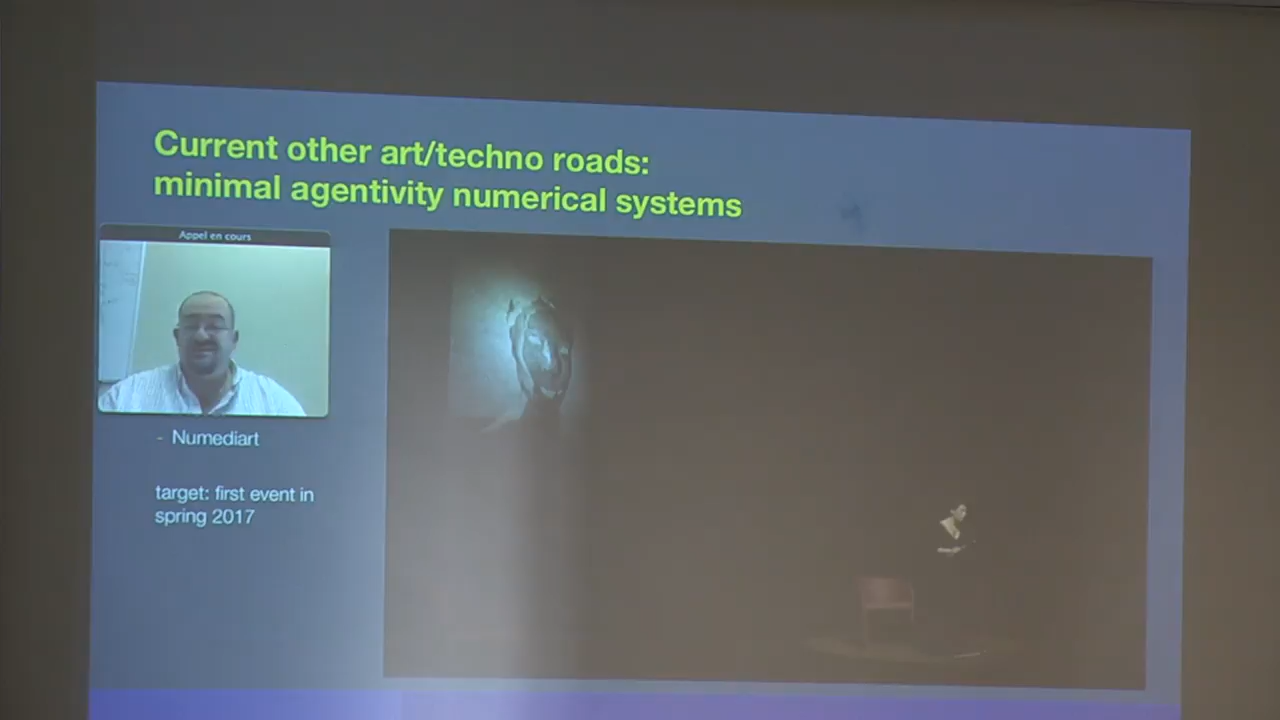 Current other art/techno roads:
minimal agentivity numerical systems
Appel en cours
- Numediart
target: first event in
spring 2017